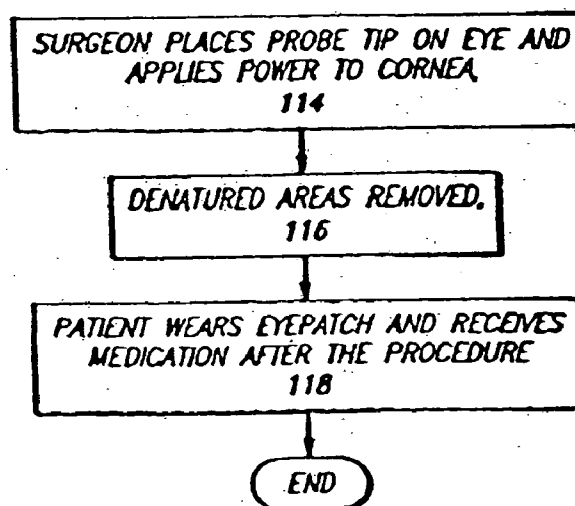 SURGEON PLACES PROBE TIP ON EYE AND
APPLIES POWER TO CORNEA.
114
DENATURED AREAS REMOVED.
116
PATIENT WEARS EYEPATCH AND RECEIVES
MEDICATION AFTER THE PROCEDURE
118
END